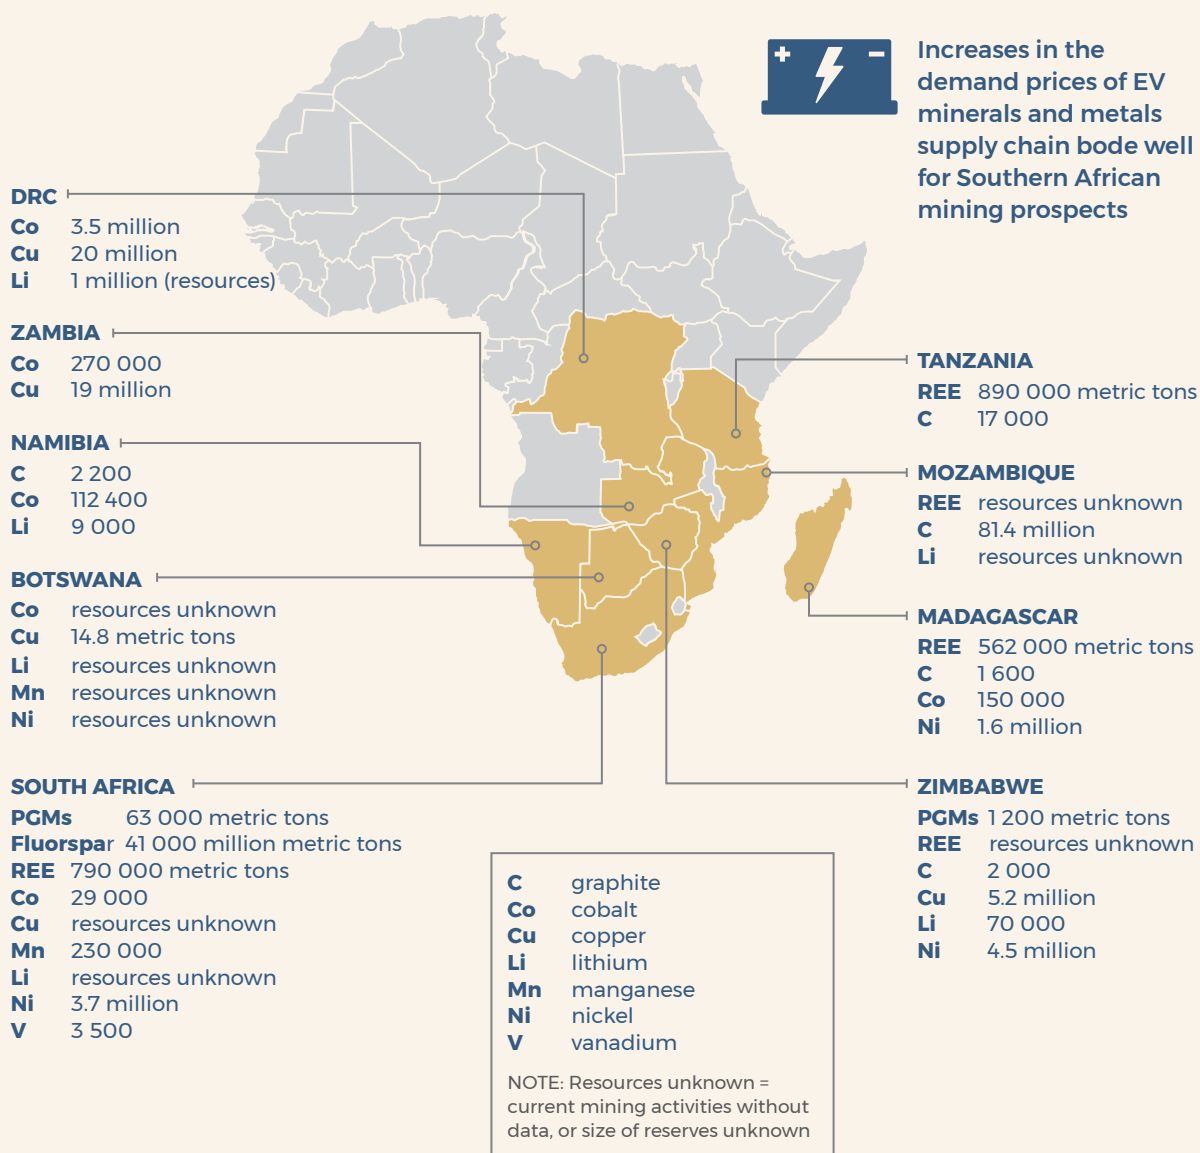 Increases in the
demand prices of EV
minerals and metals
supply chain bode well
for Southern African
mining prospects
DRC
Co 3.5 million
Cu 20 million
Li 1 million (resources)
ZAMBIA
Co 270 000
Cu 19 million
NAMIBIA
C 2 200
Co 112 400
Li 9 000
BOTSWANA
Co resources unknown
Cu 14.8 metric tons
Li resources unknown
Mn resources unknown
Ni resources unknown
SOUTH AFRICA
PGMs 63 000 metric tons
Fluorspar 41 000 million metric tons
REE 790 000 metric tons
Co 29 000
Cu resources unknown
Mn 230 000
Li resources unknown
Ni 3.7 million
V 3 500
TANZANIA
REE 890 000 metric tons
C 17 000
MOZAMBIQUE
REE resources unknown
C 81.4 million
Li resources unknown
MADAGASCAR
REE 562 000 metric tons
C 1 600
Co 150 000
Ni 1.6 million
ZIMBABWE
PGMs 1 200 metric tons
REE resources unknown
C 2 000
Cu 5.2 million
Li 70 000
Ni 4.5 million
C graphite
Co cobalt
Cu copper
Li lithium
Mn manganese
Ni nickel
V vanadium
NOTE: Resources unknown =
current mining activities without
data, or size of reserves unknown